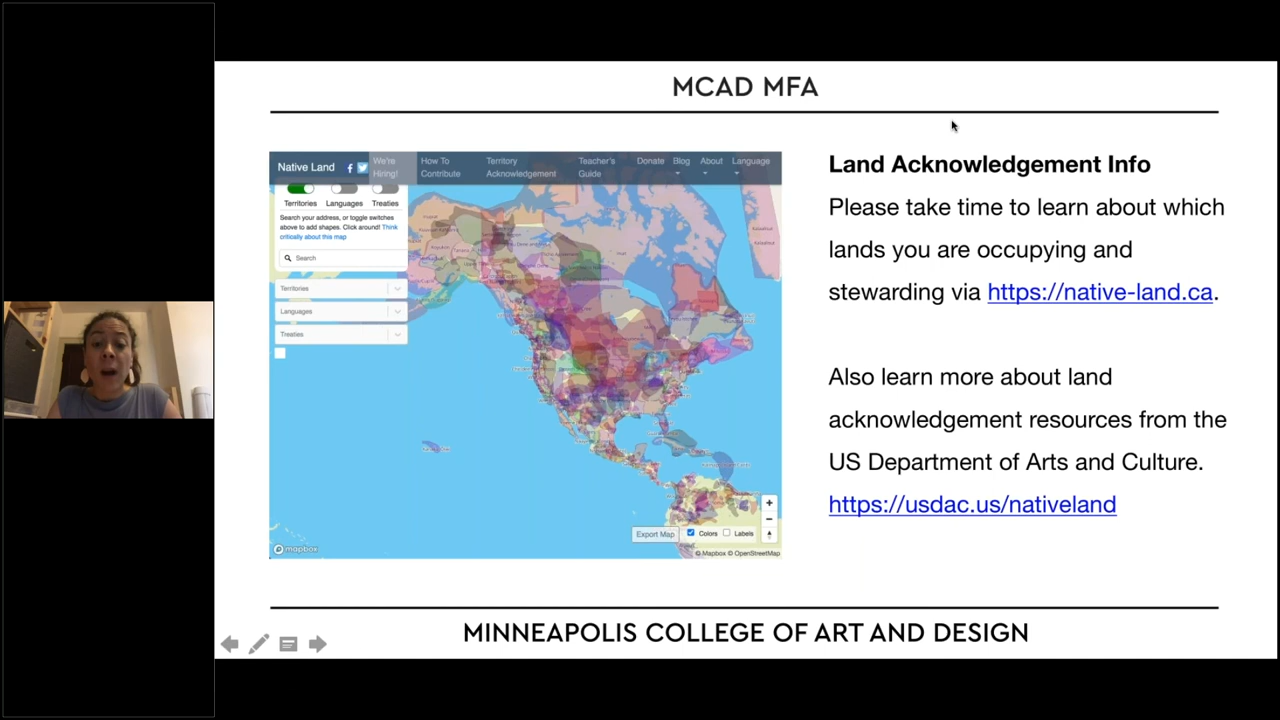 MCAD MFA
Native Land
We're
Hiring!
How To
Contribute
Territory
Acknowledgement
Teacher's
Guide
Donate
Blog
About
Language
Territories
Languages
Treaties
Search your address, or toggle switches
above to add shapes. Click around! Think
critically about this map
Search
Territories
Languages
Treaties
Export Map
Colors
Labels
mapbox
© Mapbox © OpenStreetMap
Land Acknowledgement Info
Please take time to learn about which
lands you are occupying and
stewarding via https://native-land.ca.
Also learn more about land
acknowledgement resources from the
US Department of Arts and Culture.
https://usdac.us/nativeland
MINNEAPOLIS COLLEGE OF ART AND DESIGN